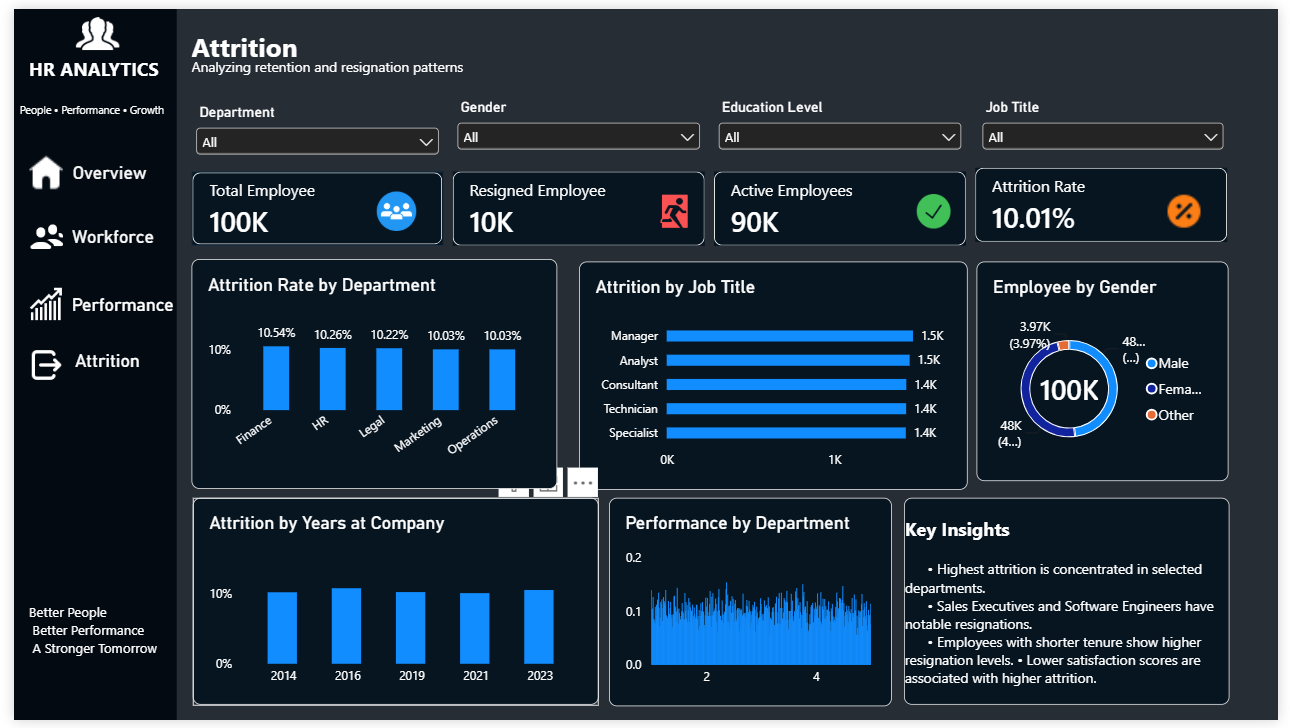 HR ANALYTICS
People • Performance • Growth
Overview
Workforce
Performance
Attrition
Better People
Better Performance
A Stronger Tomorrow
Attrition
Analyzing retention and resignation patterns
Department
All
Gender
All
Education Level
All
Job Title
All
Total Employee
100K
Resigned Employee
10K
Active Employees
90K
Attrition Rate
10.01%
Attrition Rate by Department
10.54% 10.26% 10.22% 10.03% 10.03%
10%
0%
Finance HR Legal Marketing Operations
Attrition by Job Title
Manager 1.5K
Analyst 1.5K
Consultant 1.4K
Technician 1.4K
Specialist 1.4K
0K 1K
Employee by Gender
3.97K
(3.97%)
48...
(...)
100K
48K
(4...)
Male
Fema...
Other
Attrition by Years at Company
10%
0%
2014 2016 2019 2021 2023
Performance by Department
0.2
0.1
0.0
2 4
Key Insights
• Highest attrition is concentrated in selected
departments.
• Sales Executives and Software Engineers have
notable resignations.
• Employees with shorter tenure show higher
resignation levels. • Lower satisfaction scores are
associated with higher attrition.